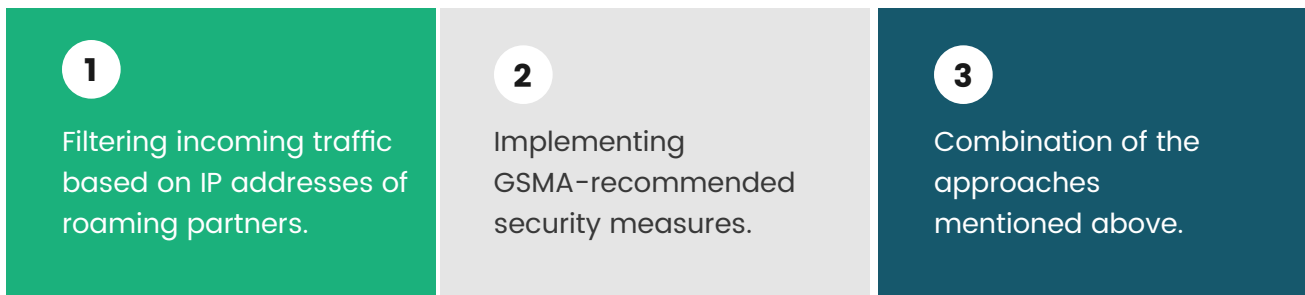 1
Filtering incoming traffic
based on IP addresses of
roaming partners.
2
Implementing
GSMA-recommended
security measures.
3
Combination of the
approaches
mentioned above.